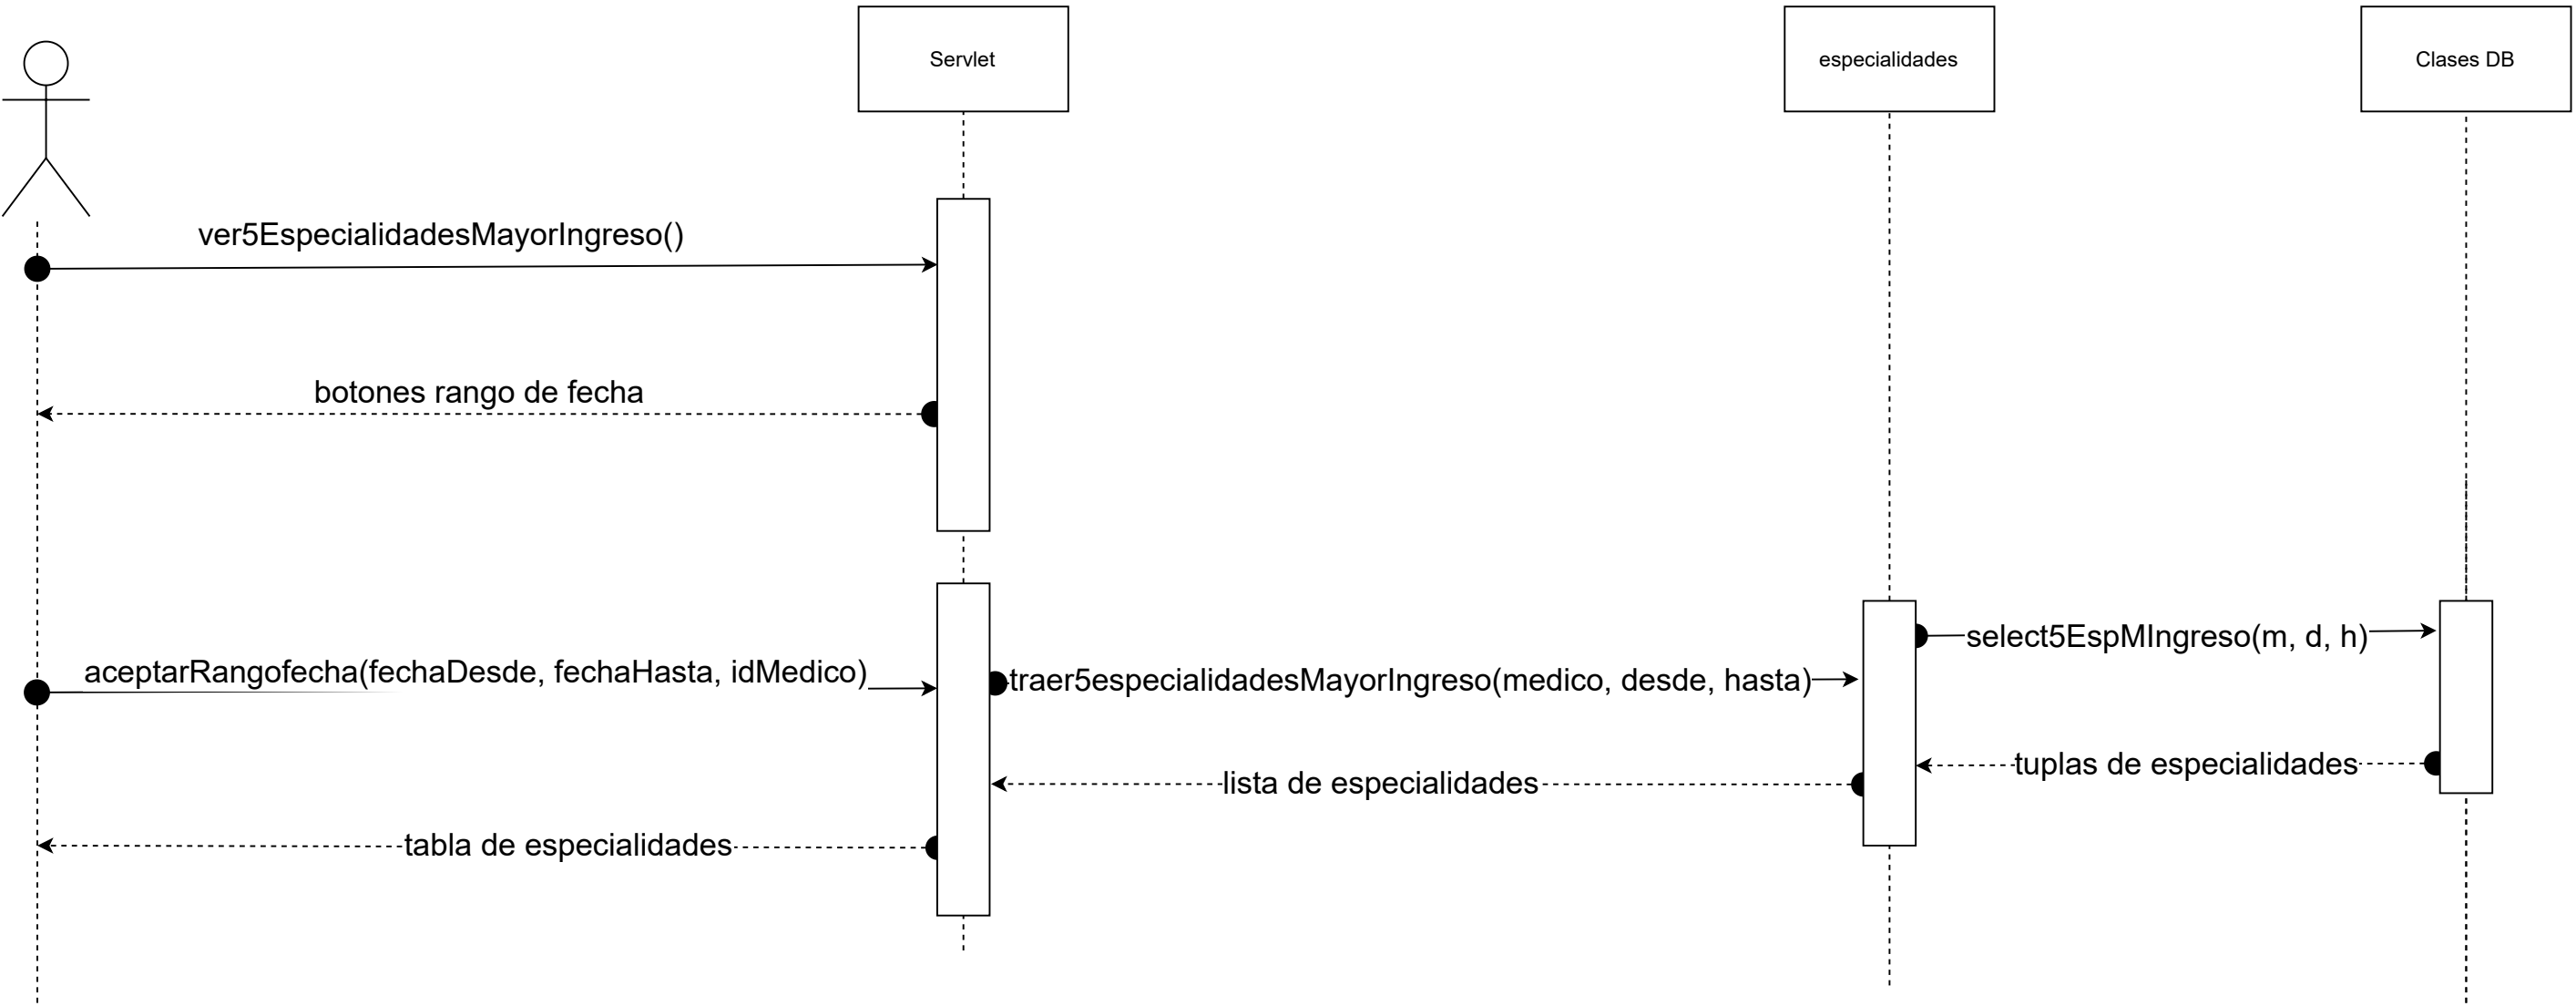 Servlet
especialidades
Clases DB
ver5EspecialidadesMayorIngreso()
botones rango de fecha
select5EspMIngreso(m, d, h)
aceptarRangofecha(fechaDesde, fechaHasta, idMedico)
traer5especialidadesMayorIngreso(medico, desde, hasta)
tuplas de especialidades
lista de especialidades
tabla de especialidades